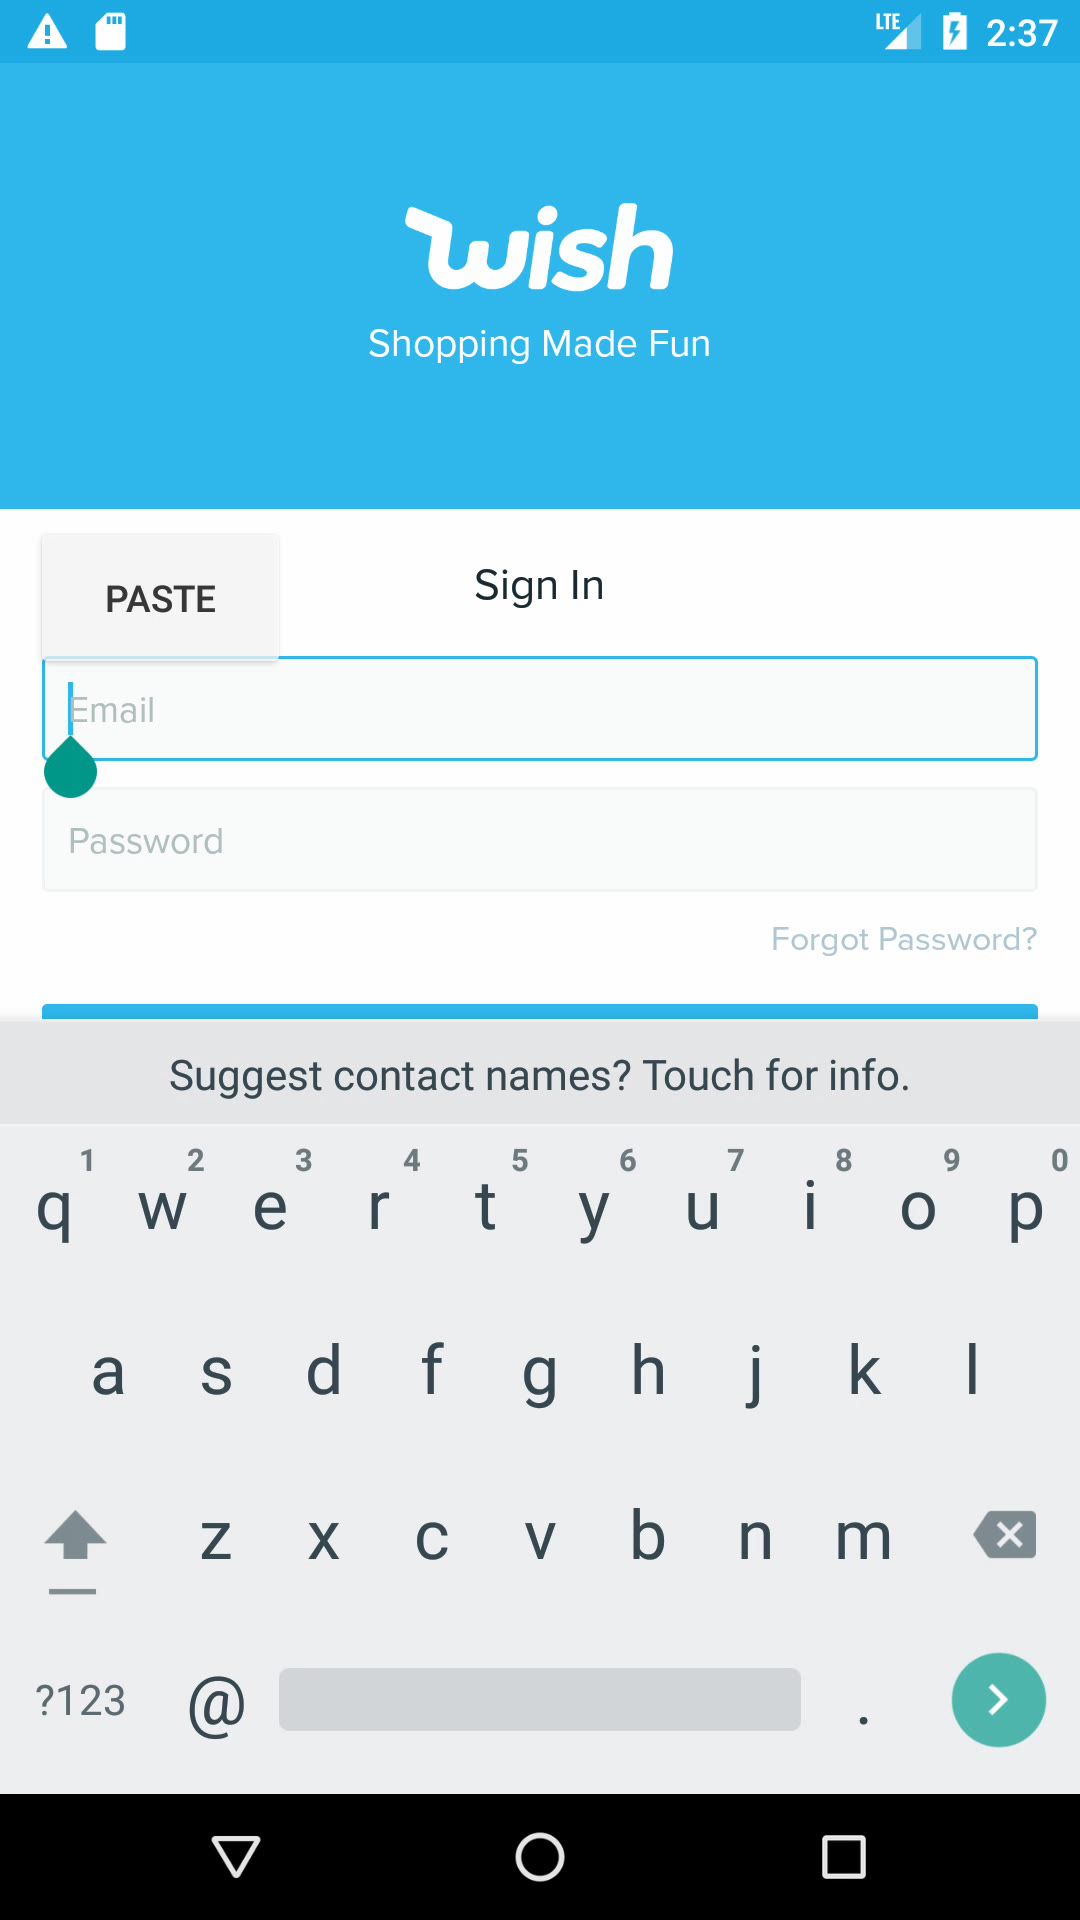 LTE 2:37
wish
Shopping Made Fun
PASTE
Sign In
Email
Password
Forgot Password?
Suggest contact names? Touch for info.
1 2 3 4 5 6 7 8 9 0
q w e r t y u i o p
a s d f g h j k l
z x c v b n m
?123 @ .